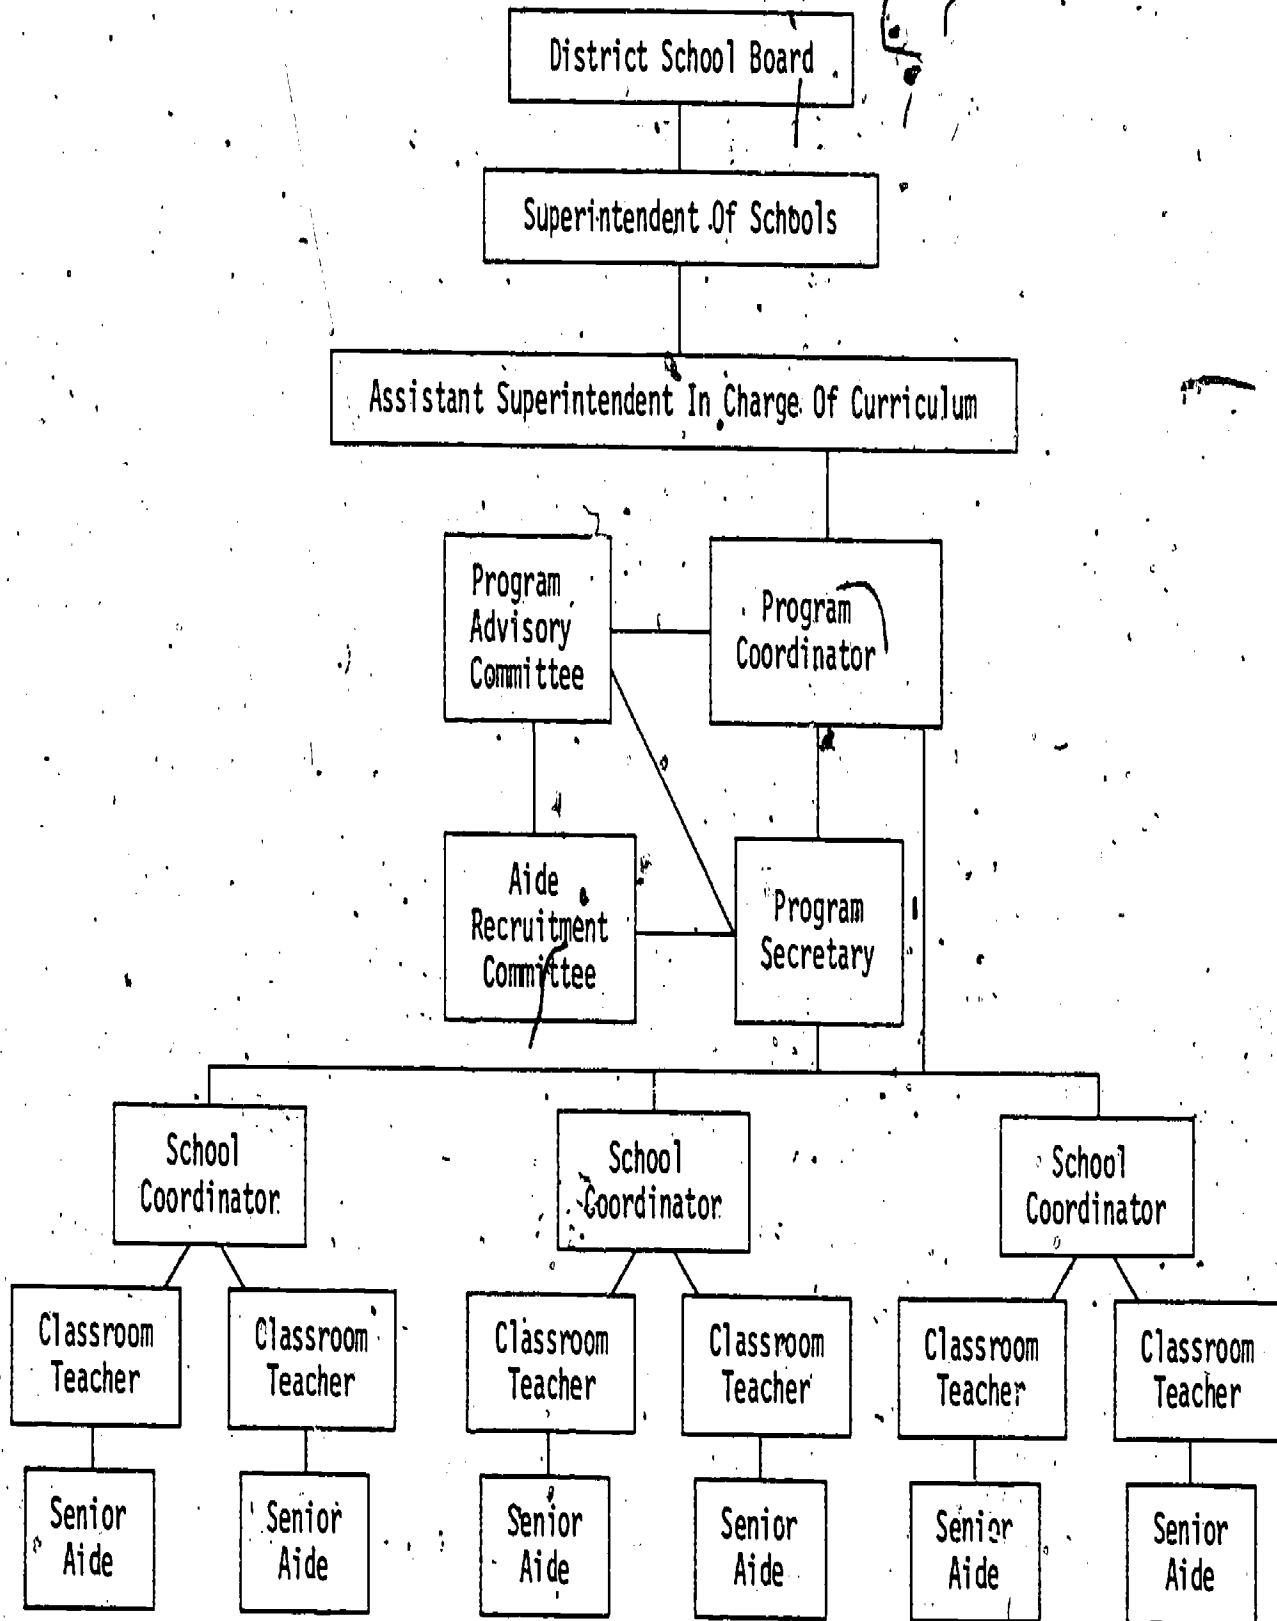 District School Board
Superintendent Of Schools
Assistant Superintendent In Charge Of Curriculum
Program
Advisory
Committee
Program
Coordinator
Aide
Recruitment
Committee
Program
Secretary
School
Coordinator
School
Coordinator
School
Coordinator
Classroom
Teacher
Classroom
Teacher
Classroom
Teacher
Classroom
Teacher
Classroom
Teacher
Classroom
Teacher
Senior
Aide
Senior
Aide
Senior
Aide
Senior
Aide
Senior
Aide
Senior
Aide